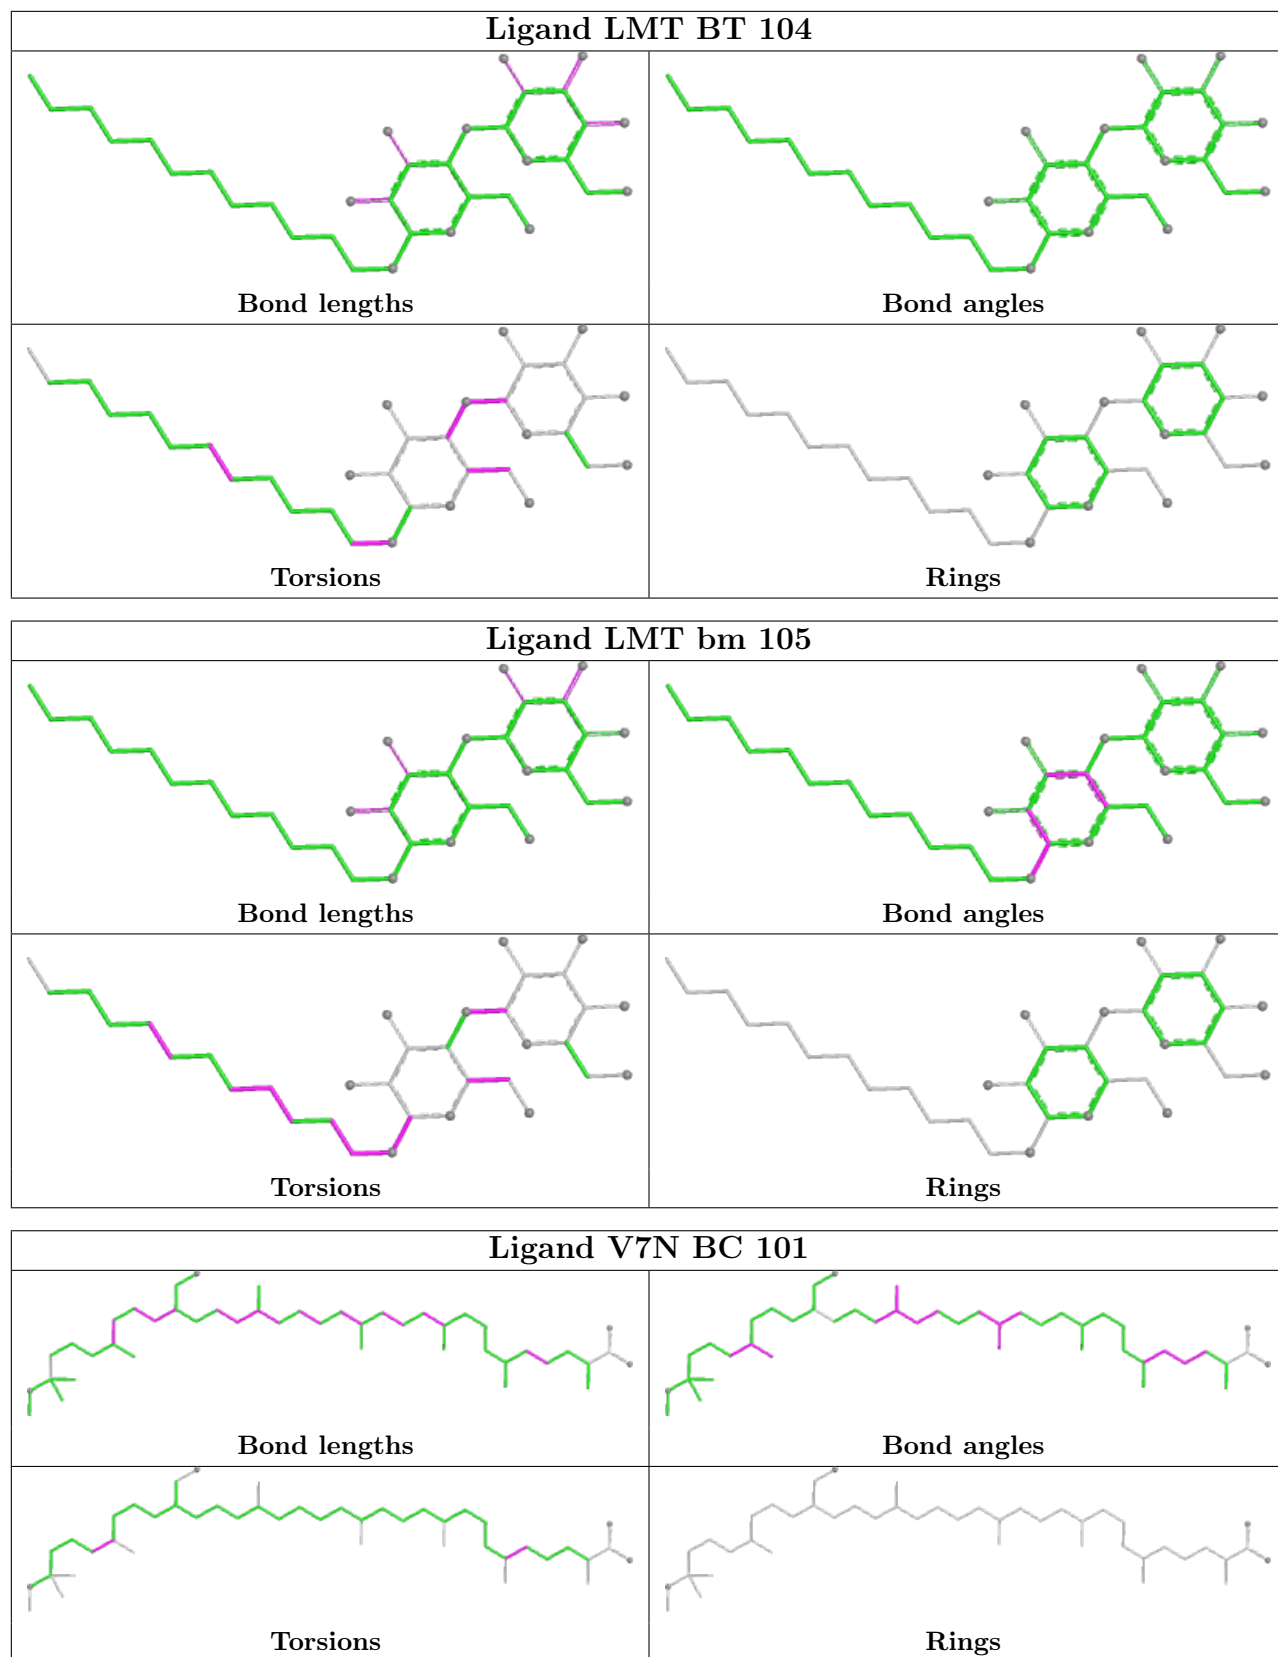 Ligand LMT BT 104
Bond lengths
Bond angles
Torsions
Rings
Ligand LMT bm 105
Bond lengths
Bond angles
Torsions
Rings
Ligand V7N BC 101
Bond lengths
Bond angles
Torsions
Rings